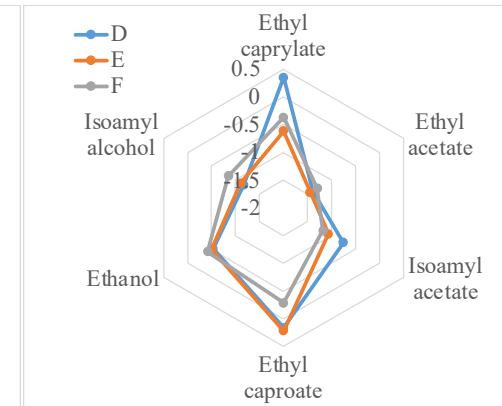 D
E
F
Ethyl
caprylate
0.5
0
-0.5
-1
-1.5
-2
Ethyl
acetate
Isoamyl
acetate
Ethyl
caproate
Ethanol
Isoamyl
alcohol